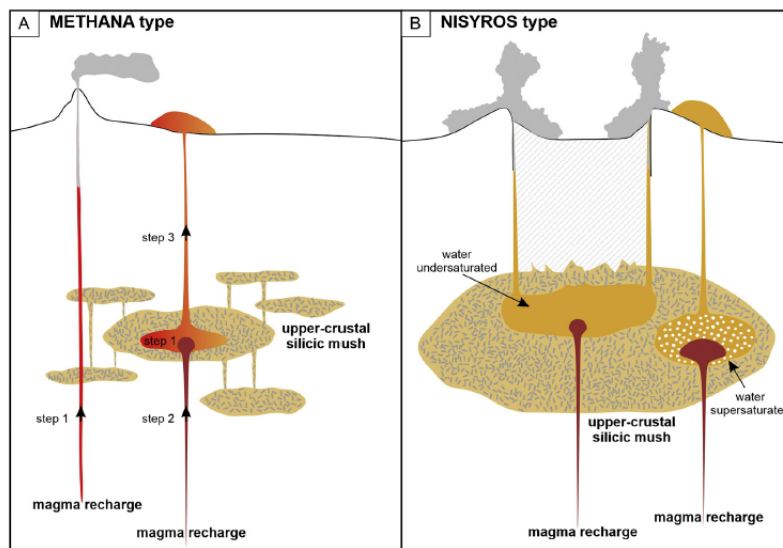 A METHANA type
step 3
step 1
upper-crustal
silicic mush
step 1
step 2
magma recharge
magma recharge
B NISYROS type
water
undersaturated
water
supersaturate
upper-crustal
silicic mush
magma recharge
magma recharge